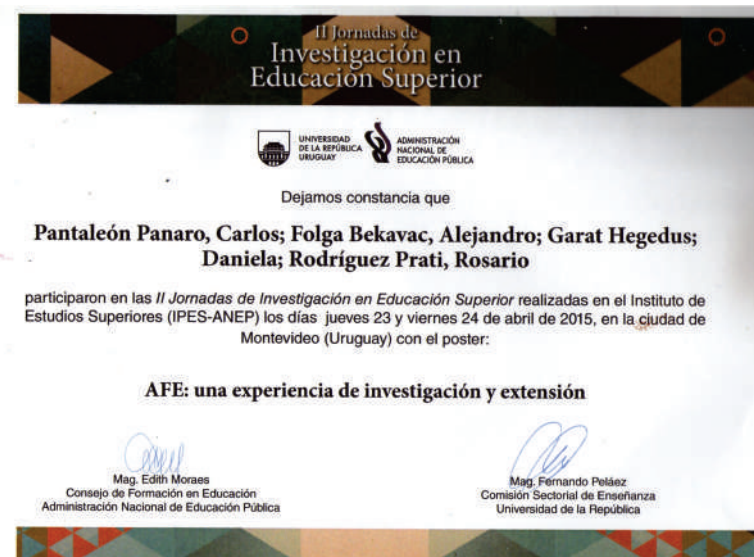 II Jornadas de
Investigación en
Educación Superior
UNIVERSIDAD
DE LA REPÚBLICA
URUGUAY
ADMINISTRACIÓN
NACIONAL DE
EDUCACIÓN PÚBLICA
Dejamos constancia que
Pantaleón Panaro, Carlos; Folga Bekavac, Alejandro; Garat Hegedus;
Daniela; Rodríguez Prati, Rosario
participaron en las II Jornadas de Investigación en Educación Superior realizadas en el Instituto de
Estudios Superiores (IPES-ANEP) los días jueves 23 y viernes 24 de abril de 2015, en la ciudad de
Montevideo (Uruguay) con el poster:
AFE: una experiencia de investigación y extensión
Mag. Edith Moraes
Consejo de Formación en Educación
Administración Nacional de Educación Pública
Mag. Fernando Peláez
Comisión Sectorial de Enseñanza
Universidad de la República